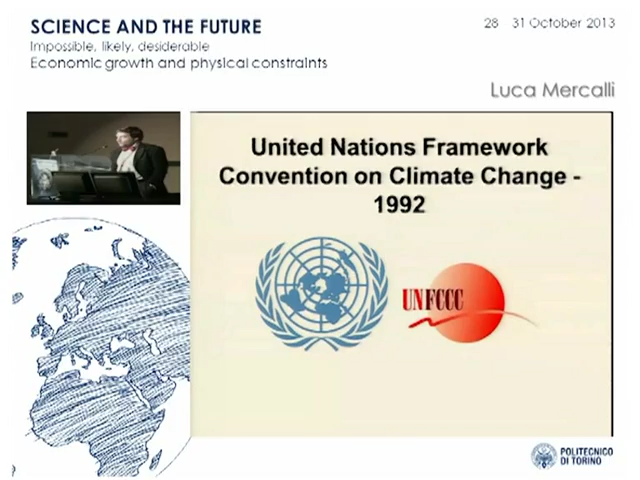 SCIENCE AND THE FUTURE
28 31 October 2013
Impossible, likely, desiderable
Economic growth and physical constraints
Luca Mercalli
United Nations Framework
Convention on Climate Change -
1992
UNFCCC
POLITECNICO
DI TORINO